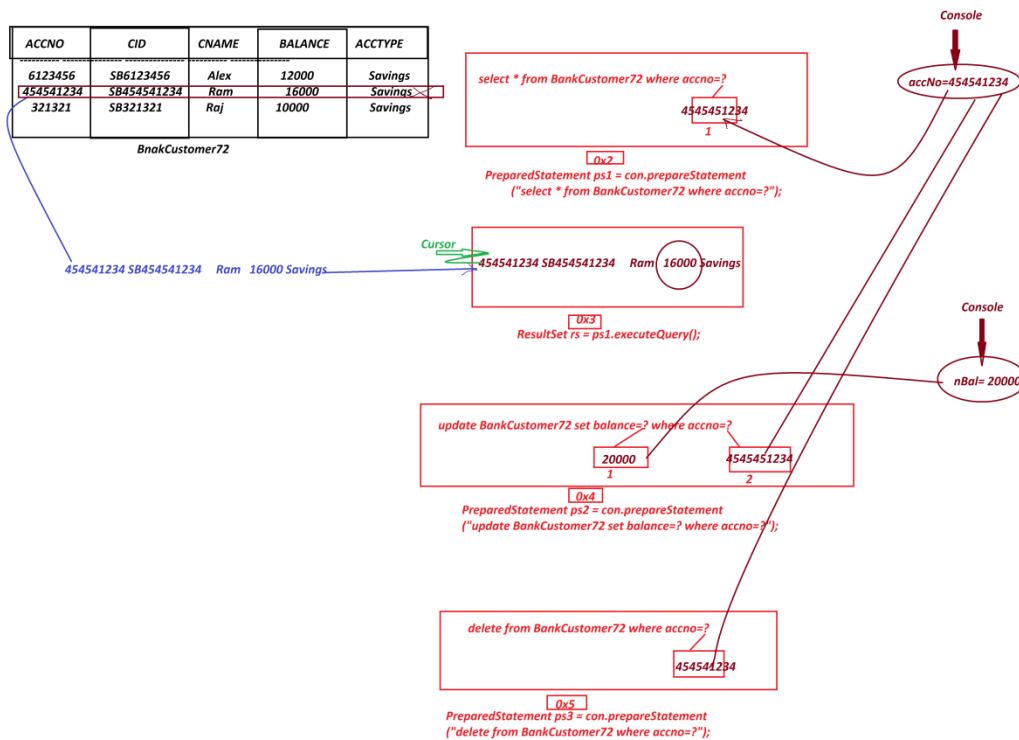 ACCNO CID CNAME BALANCE ACCTYPE
6123456 SB6123456 Alex 12000 Savings
454541234 SB454541234 Ram 16000 Savings
321321 SB321321 Raj 10000 Savings
BnakCustomer72
Console
accNo=454541234
select * from BankCustomer72 where accno=?
4545451234
1
0x2
PreparedStatement ps1 = con.prepareStatement
("select * from BankCustomer72 where accno=?");
454541234 SB454541234 Ram 16000 Savings
Cursor
454541234 SB454541234 Ram 16000 Savings
0x3
ResultSet rs = ps1.executeQuery();
Console
nBal= 20000
update BankCustomer72 set balance=? where accno=?
20000 4545451234
1 2
0x4
PreparedStatement ps2 = con.prepareStatement
("update BankCustomer72 set balance=? where accno=?");
delete from BankCustomer72 where accno=?
454541234
0x5
PreparedStatement ps3 = con.prepareStatement
("delete from BankCustomer72 where accno=?");